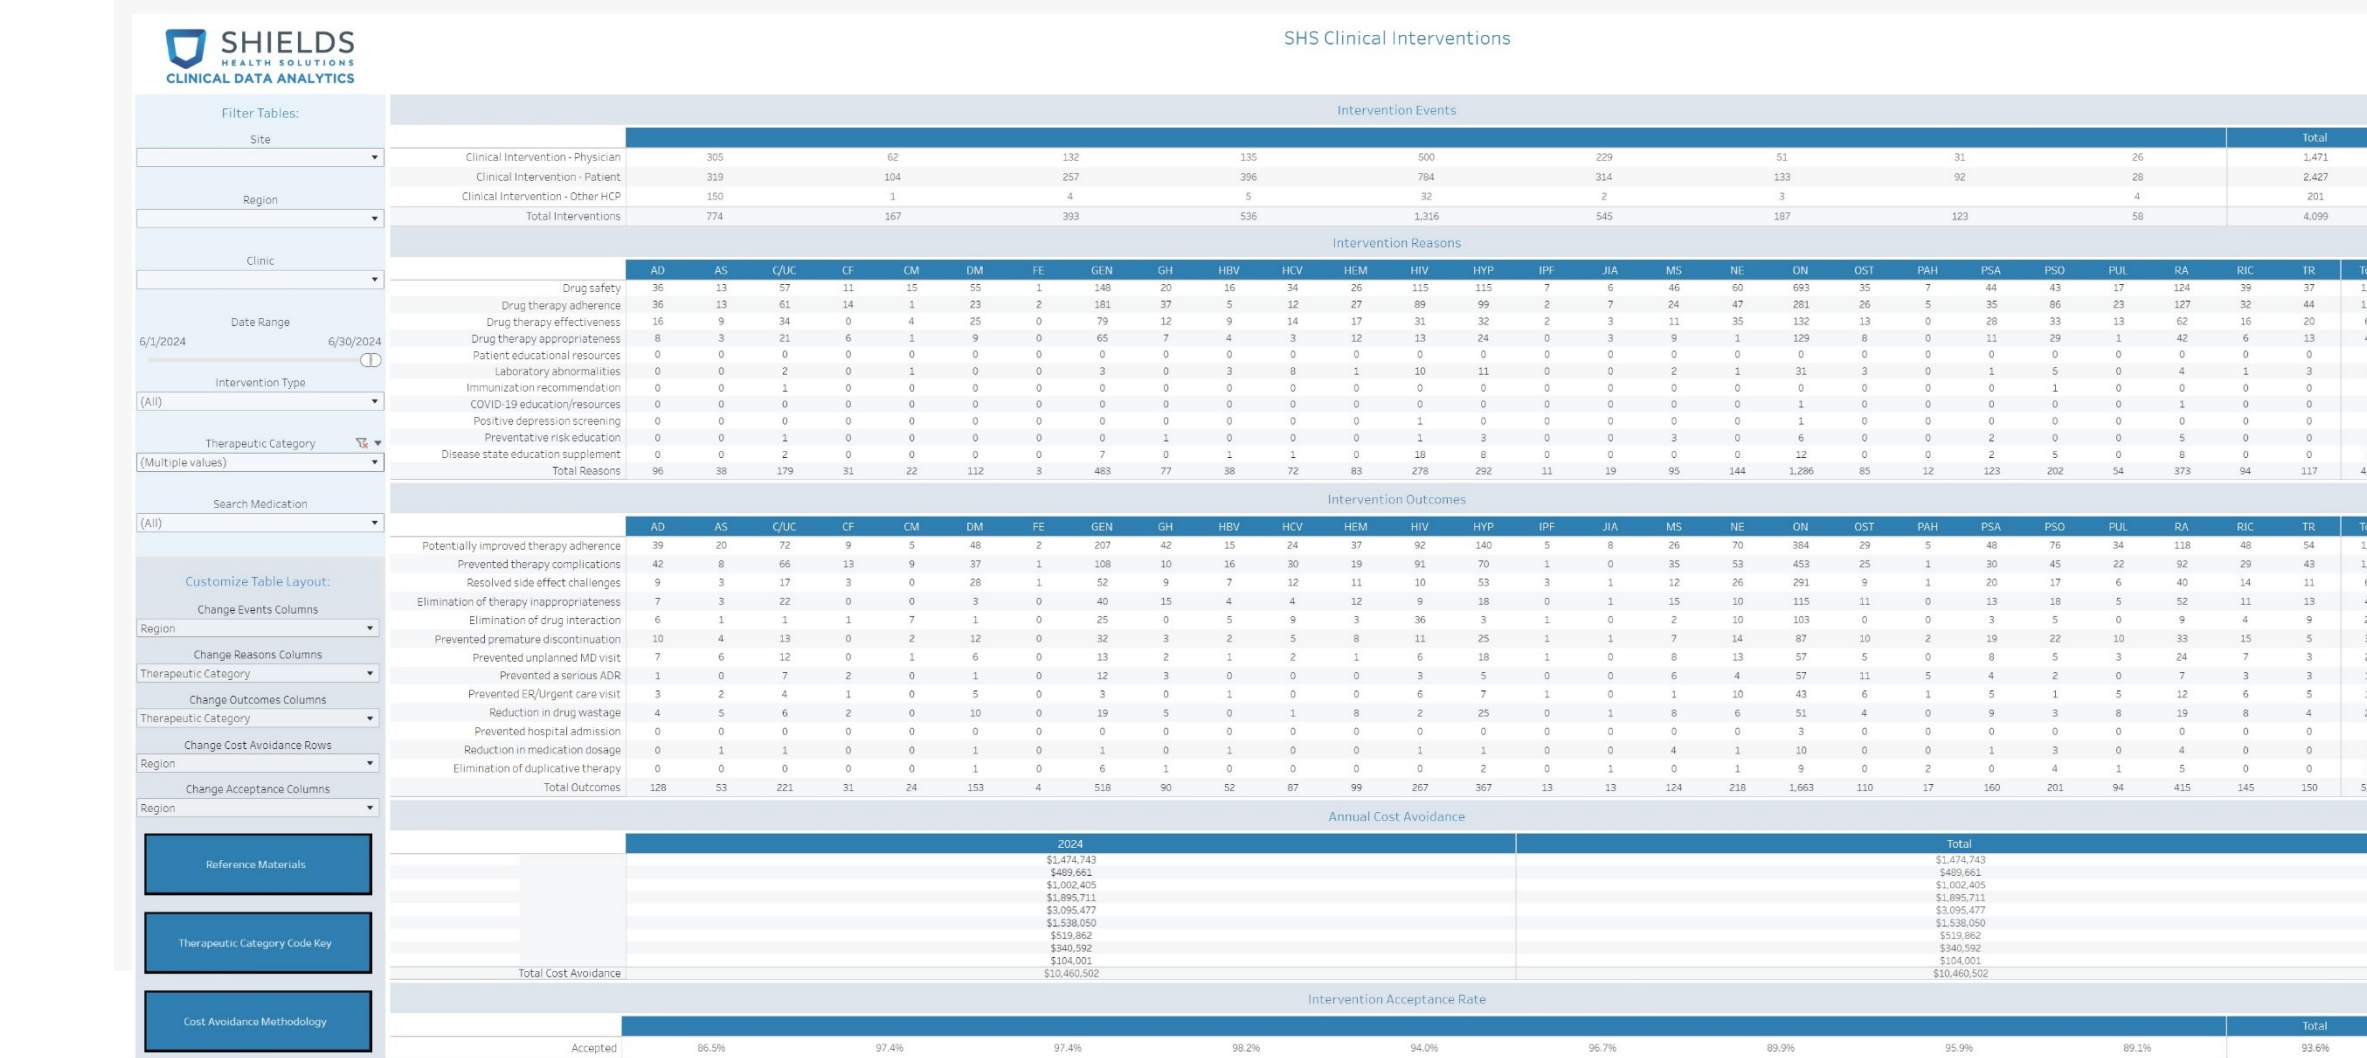 SHIELDS
HEALTH SOLUTIONS
CLINICAL DATA ANALYTICS
SHS Clinical Interventions
Filter Tables:
Site
Region
Clinic
Date Range
6/1/2024 6/30/2024
Intervention Type
(All)
Therapeutic Category
(Multiple values)
Search Medication
(All)
Customize Table Layout:
Change Events Columns
Region
Change Reasons Columns
Therapeutic Category
Change Outcomes Columns
Therapeutic Category
Change Cost Avoidance Rows
Region
Change Acceptance Columns
Region
Reference Materials
Therapeutic Category Code Key
Cost Avoidance Methodology
Intervention Events
Total
Clinical Intervention - Physician 305 62 132 135 500 229 51 31 26 1,471
Clinical Intervention - Patient 319 104 257 396 784 314 133 92 28 2,427
Clinical Intervention - Other HCP 150 1 4 5 32 2 3 4 201
Total Interventions 774 167 393 536 1,316 545 187 123 58 4,099
Intervention Reasons
AD AS C/UC CF CM DM FE GEN GH HBV HCV HEM HIV HYP IPF JIA MS NE ON OST PAH PSA PSO PUL RA RIC TR
Drug safety 36 13 57 11 15 55 1 148 20 16 34 26 115 115 7 6 46 60 693 35 7 44 43 17 124 39 37
Drug therapy adherence 36 13 61 14 1 23 2 181 37 5 12 27 89 99 2 7 24 47 281 26 5 35 86 23 127 32 44
Drug therapy effectiveness 16 9 34 0 4 25 0 79 12 9 14 17 31 32 2 3 11 35 132 13 0 28 33 13 62 16 20
Drug therapy appropriateness 8 3 21 6 1 9 0 65 7 4 3 12 13 24 0 3 9 1 129 8 0 11 29 1 42 6 13
Patient educational resources 0 0 0 0 0 0 0 0 0 0 0 0 0 0 0 0 0 0 0 0 0 0 0 0 0 0 0
Laboratory abnormalities 0 0 2 0 1 0 0 3 0 3 8 1 10 11 0 0 2 1 31 3 0 1 5 0 4 1 3
Immunization recommendation 0 0 1 0 0 0 0 0 0 0 0 0 0 0 0 0 0 0 0 0 0 0 1 0 0 0 0
COVID-19 education/resources 0 0 0 0 0 0 0 0 0 0 0 0 0 0 0 0 0 0 1 0 0 0 0 0 1 0 0
Positive depression screening 0 0 0 0 0 0 0 0 0 0 0 0 1 0 0 0 0 0 1 0 0 0 0 0 0 0 0
Preventative risk education 0 0 1 0 0 0 0 0 1 0 0 0 1 3 0 0 3 0 6 0 0 2 0 0 5 0 0
Disease state education supplement 0 0 2 0 0 0 0 7 0 1 1 0 18 8 0 0 0 0 12 0 0 2 5 0 8 0 0
Total Reasons 96 38 179 31 22 112 3 483 77 38 72 83 278 292 11 19 95 144 1,286 85 12 123 202 54 373 94 117
Intervention Outcomes
AD AS C/UC CF CM DM FE GEN GH HBV HCV HEM HIV HYP IPF JIA MS NE ON OST PAH PSA PSO PUL RA RIC TR
Potentially improved therapy adherence 39 20 72 9 5 48 2 207 42 15 24 37 92 140 5 8 26 70 384 29 5 48 76 34 118 48 54
Prevented therapy complications 42 8 66 13 9 37 1 108 10 16 30 19 91 70 1 0 35 53 453 25 1 30 45 22 92 29 43
Resolved side effect challenges 9 3 17 3 0 28 1 52 9 7 12 11 10 53 3 1 12 26 291 9 1 20 17 6 40 14 11
Elimination of therapy inappropriateness 7 3 22 0 0 3 0 40 15 4 4 12 9 18 0 1 15 10 115 11 0 13 18 5 52 11 13
Elimination of drug interaction 6 1 1 1 7 1 0 25 0 5 9 3 36 3 1 0 2 10 103 0 0 3 5 0 9 4 9
Prevented premature discontinuation 10 4 13 0 2 12 0 32 3 2 5 8 11 25 1 1 7 14 87 10 2 19 22 10 33 15 5
Prevented unplanned MD visit 7 6 12 0 1 6 0 13 2 1 2 1 6 18 1 0 8 13 57 5 0 8 5 3 24 7 3
Prevented a serious ADR 1 0 7 2 0 1 0 12 3 0 0 0 3 5 0 0 6 4 57 11 5 4 2 0 7 3 3
Prevented ER/Urgent care visit 3 2 4 1 0 5 0 3 0 1 0 0 6 7 1 0 1 10 43 6 1 5 1 5 12 6 5
Reduction in drug wastage 4 5 6 2 0 10 0 19 5 0 1 8 2 25 0 1 8 6 51 4 0 9 3 8 19 8 4
Prevented hospital admission 0 0 0 0 0 0 0 0 0 0 0 0 0 0 0 0 0 0 3 0 0 0 0 0 0 0 0
Reduction in medication dosage 0 1 1 0 0 1 0 1 0 1 0 0 1 1 0 0 4 1 10 0 0 1 3 0 4 0 0
Elimination of duplicative therapy 0 0 0 0 0 1 0 6 1 0 0 0 0 2 0 1 0 1 9 0 2 0 4 1 5 0 0
Total Outcomes 128 53 221 31 24 153 4 518 90 52 87 99 267 367 13 13 124 218 1,663 110 17 160 201 94 415 145 150
Annual Cost Avoidance
2024 Total
$1,474,743 $1,474,743
$489,661 $489,661
$1,002,405 $1,002,405
$1,895,711 $1,895,711
$3,095,477 $3,095,477
$1,538,050 $1,538,050
$519,862 $519,862
$340,592 $340,592
$104,001 $104,001
Total Cost Avoidance $10,460,502 $10,460,502
Intervention Acceptance Rate
Total
Accepted 86.5% 97.4% 97.4% 98.2% 94.0% 96.7% 89.9% 95.9% 89.1% 93.6%